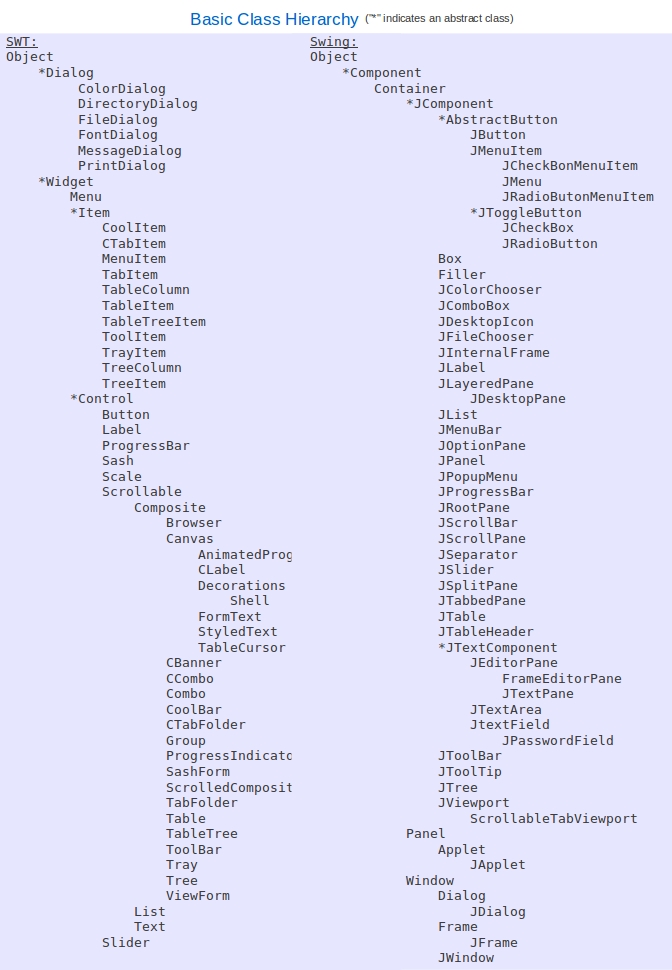 Basic Class Hierarchy ("*" indicates an abstract class)
SWT:
Object
*Dialog
ColorDialog
DirectoryDialog
FileDialog
FontDialog
MessageDialog
PrintDialog
*Widget
Menu
*Item
CoolItem
CTabItem
MenuItem
TabItem
TableColumn
TableItem
TableTreeItem
ToolItem
TrayItem
TreeColumn
TreeItem
*Control
Button
Label
ProgressBar
Sash
Scale
Scrollable
Composite
Browser
Canvas
AnimatedProg
CLabel
Decorations
Shell
FormText
StyledText
TableCursor
CBanner
CCombo
Combo
CoolBar
CTabFolder
Group
ProgressIndicato
SashForm
ScrolledComposit
TabFolder
Table
TableTree
ToolBar
Tray
Tree
ViewForm
List
Text
Slider
Swing:
Object
*Component
Container
*JComponent
*AbstractButton
JButton
JMenuItem
JCheckBonMenuItem
JMenu
JRadioButonMenuItem
*JToggleButton
JCheckBox
JRadioButton
Box
Filler
JColorChooser
JComboBox
JDesktopIcon
JFileChooser
JInternalFrame
JLabel
JLayeredPane
JDesktopPane
JList
JMenuBar
JOptionPane
JPanel
JPopupMenu
JProgressBar
JRootPane
JScrollBar
JScrollPane
JSeparator
JSlider
JSplitPane
JTabbedPane
JTable
JTableHeader
*JTextComponent
JEditorPane
FrameEditorPane
JTextPane
JTextArea
JtextField
JPasswordField
JToolBar
JToolTip
JTree
JViewport
ScrollableTabViewport
Panel
Applet
JApplet
Window
Dialog
JDialog
Frame
JFrame
JWindow